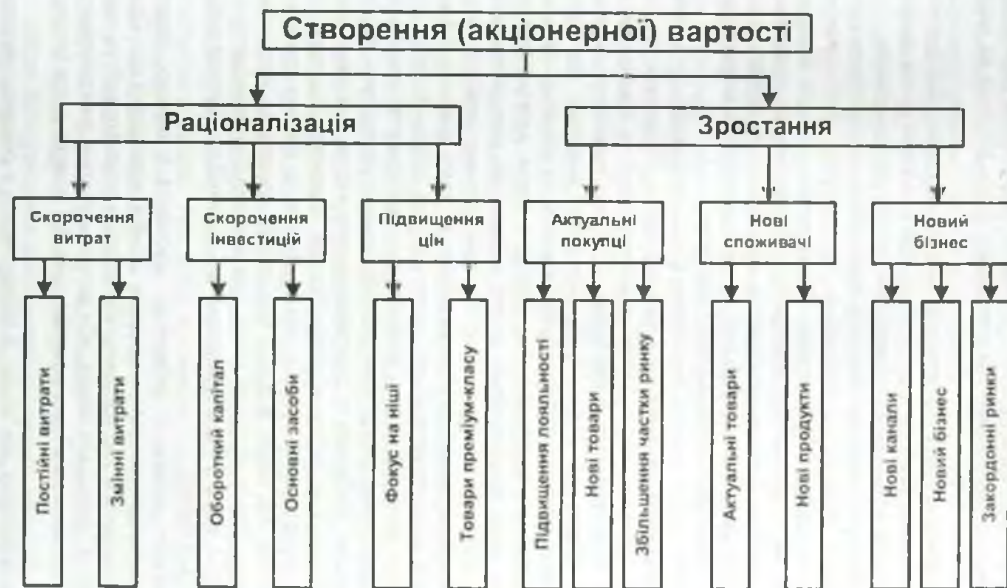 Створення (акціонерної) вартості
Раціоналізація
Зростання
Скорочення
витрат
Скорочення
інвестицій
Підвищення
цін
Актуальні
покупці
Нові
споживачі
Новий
бізнес
Постійні витрати
Змінні витрати
Оборотний капітал
Основні засоби
Фокус на ніші
Товари преміум-класу
Підвищення лояльності
Нові товари
Збільшення частки ринку
Актуальні товари
Нові продукти
Нові канали
Новий бізнес
Закордонні ринки